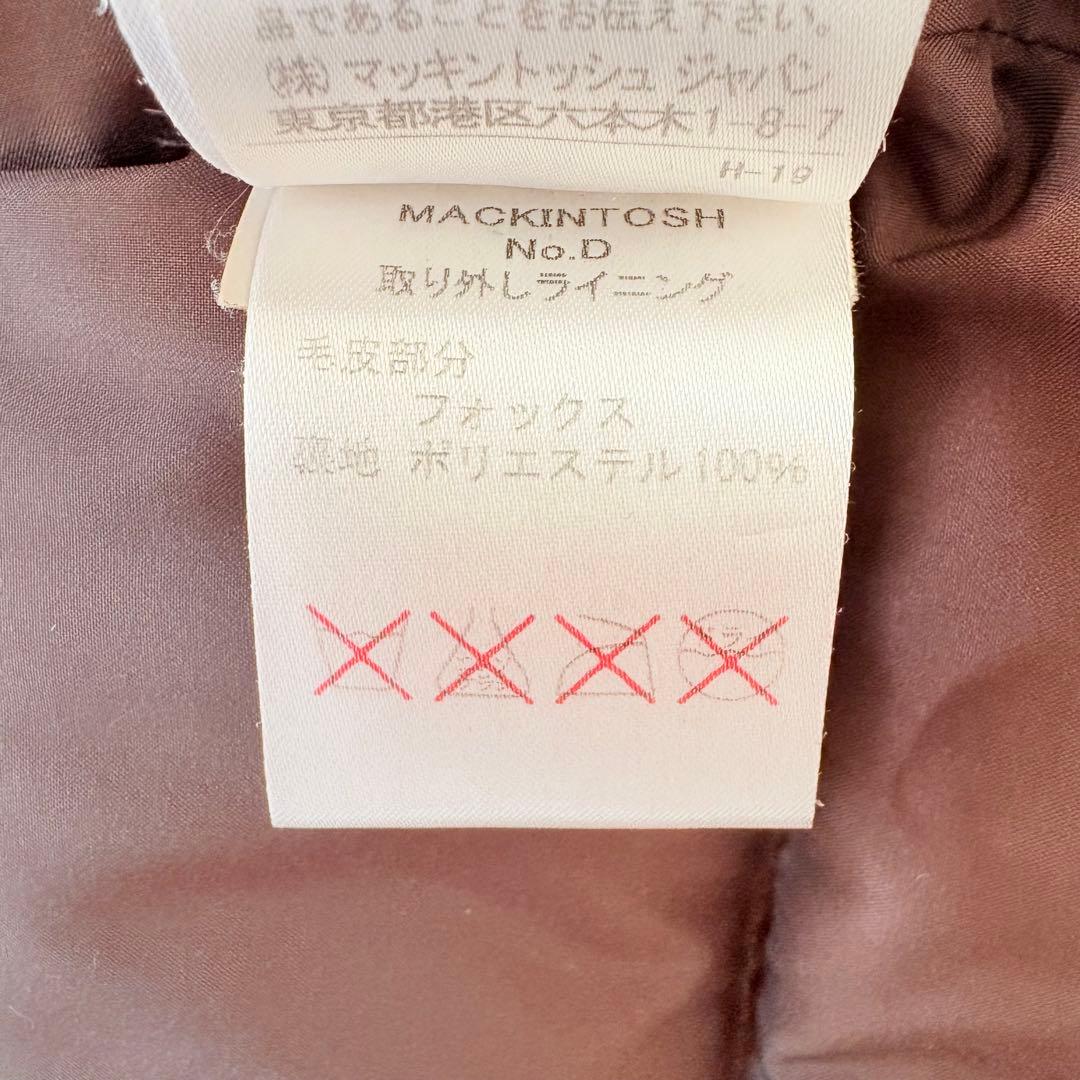 品であることをお伝え下さい。
(株)マッキントッシュ ジャパン
東京都港区六本木1-8-7
H-19
MACKINTOSH
No.D
取り外しライニング
毛皮部分
フォックス
裏地 ポリエステル100%